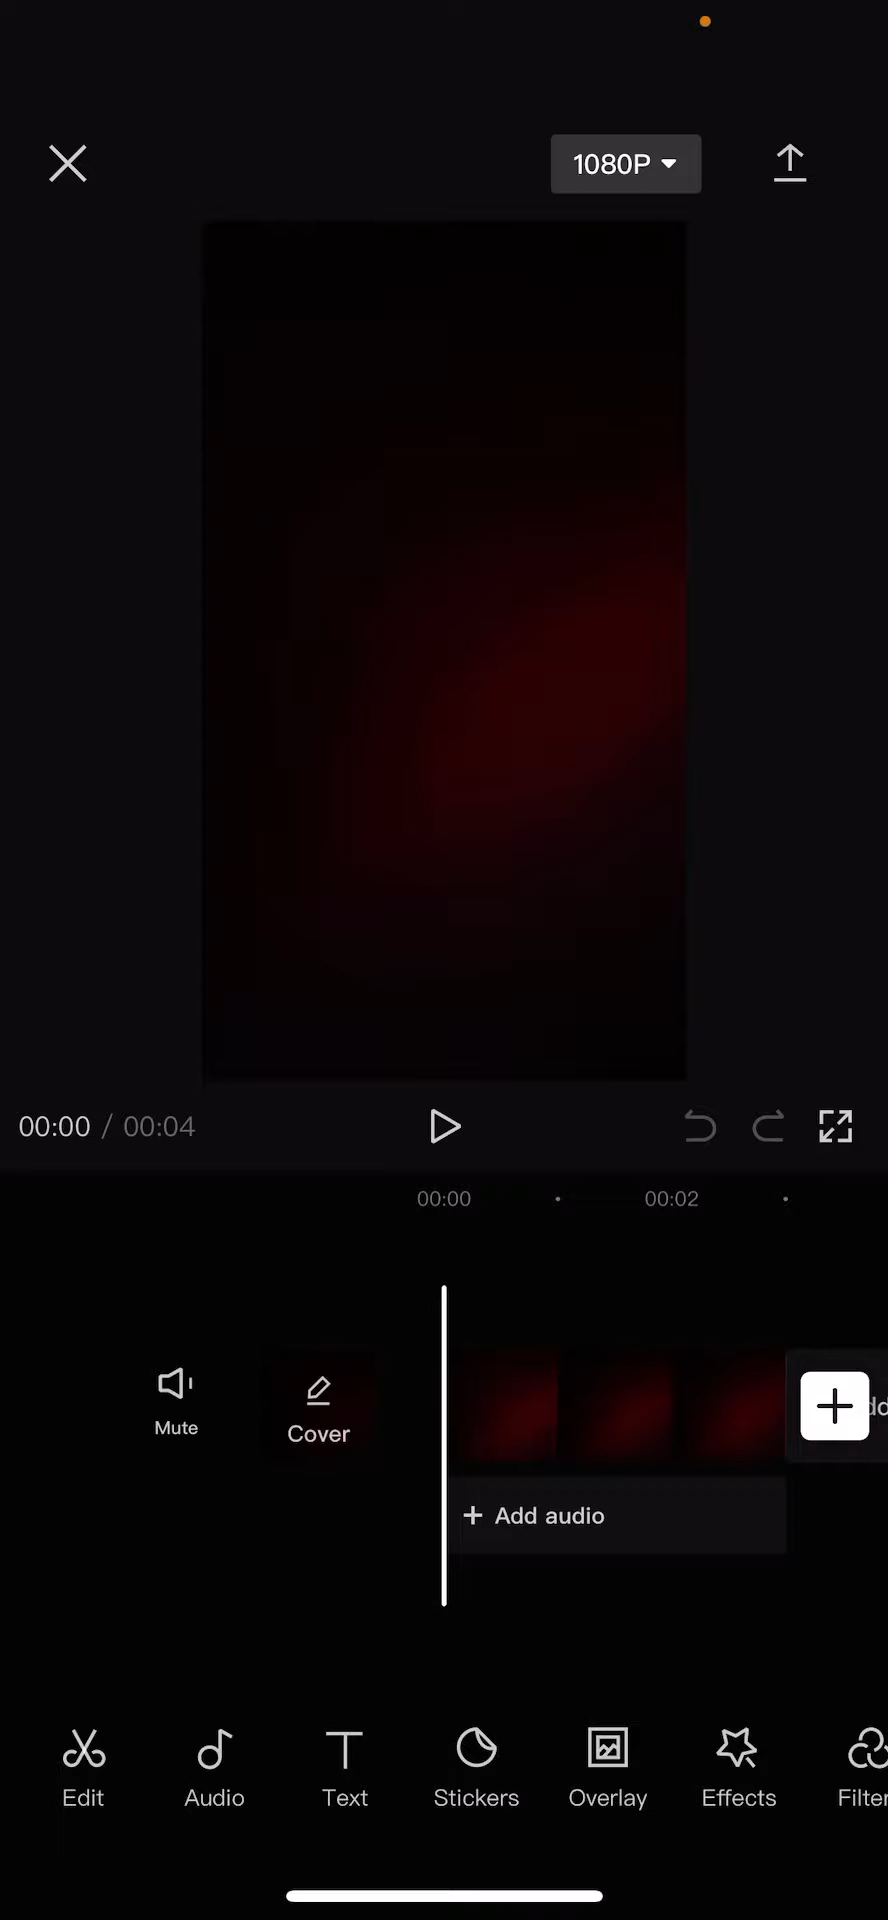 1080P
00:00 / 00:04
00:00 00:02
Mute
Cover
+ Add audio
Edit Audio Text Stickers Overlay Effects Filter